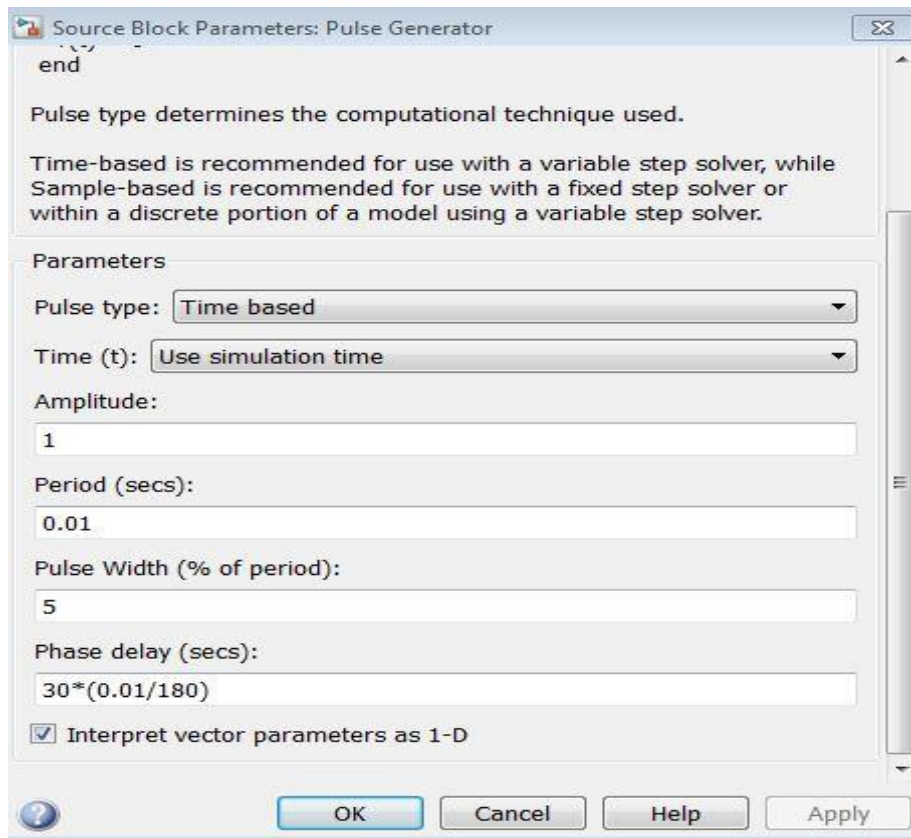 Source Block Parameters: Pulse Generator
end
Pulse type determines the computational technique used.
Time-based is recommended for use with a variable step solver, while
Sample-based is recommended for use with a fixed step solver or
within a discrete portion of a model using a variable step solver.
Parameters
Pulse type: Time based
Time (t): Use simulation time
Amplitude:
1
Period (secs):
0.01
Pulse Width (% of period):
5
Phase delay (secs):
30*(0.01/180)
Interpret vector parameters as 1-D
OK Cancel Help Apply